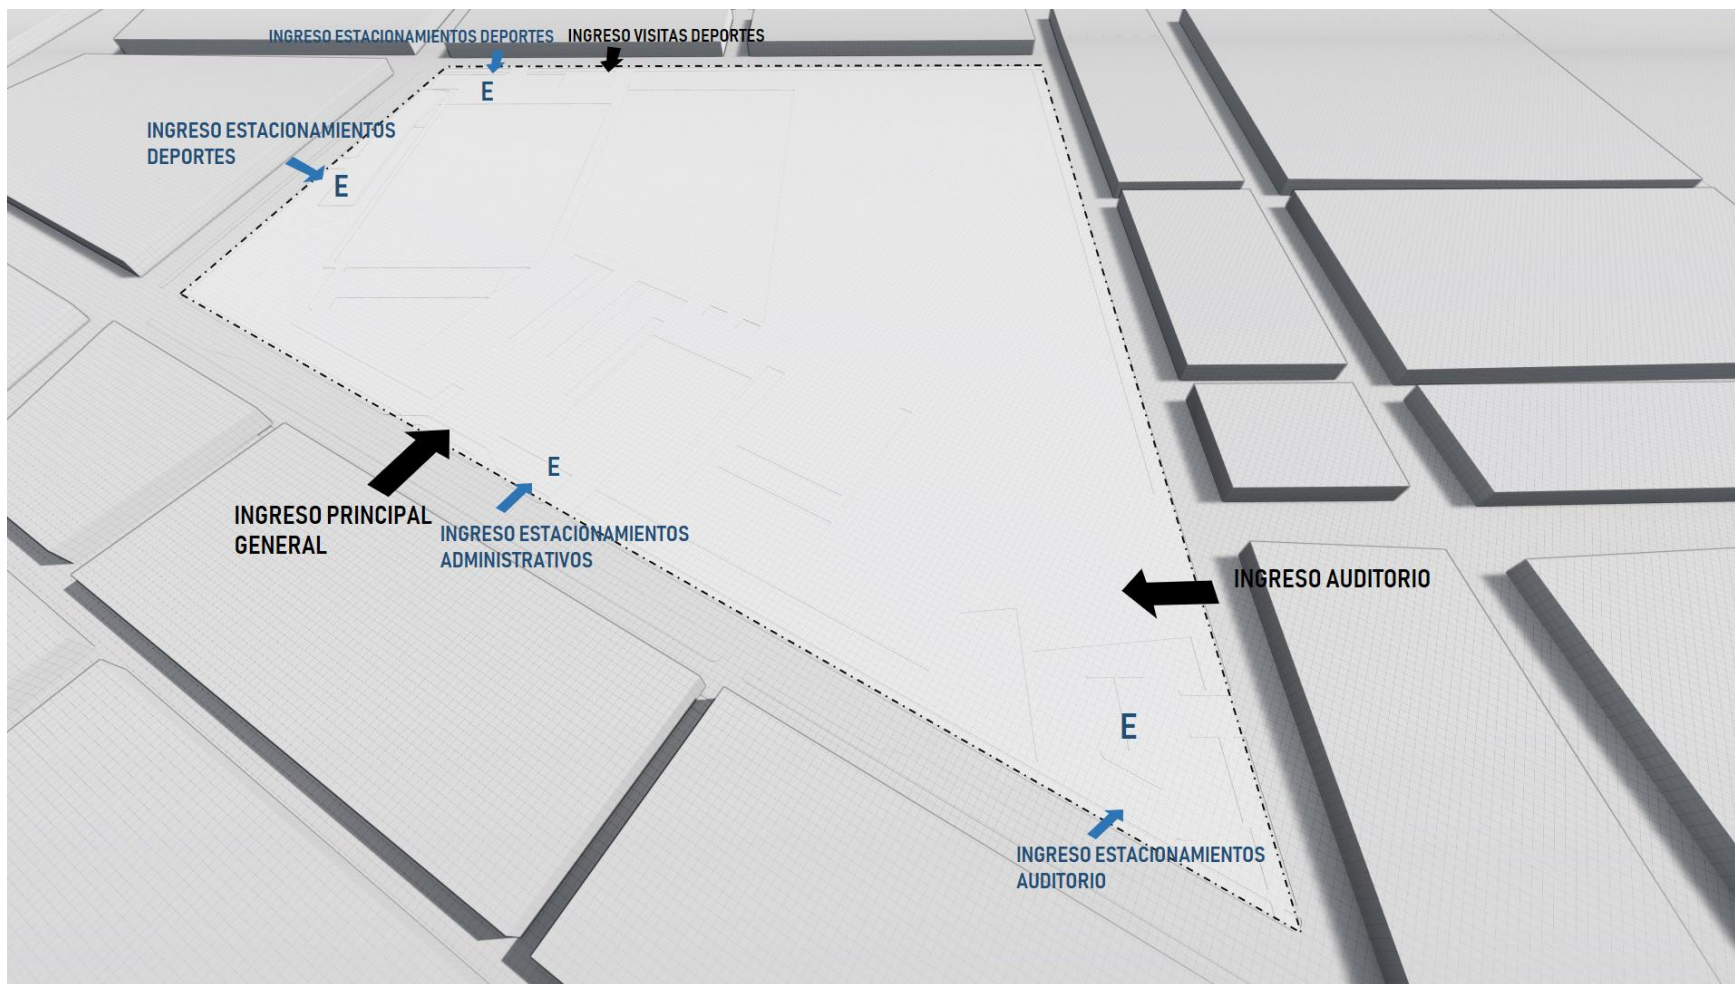 INGRESO ESTACIONAMIENTOS DEPORTES
INGRESO VISITAS DEPORTES
E
INGRESO ESTACIONAMIENTOS
DEPORTES
E
INGRESO PRINCIPAL
GENERAL
E
INGRESO ESTACIONAMIENTOS
ADMINISTRATIVOS
INGRESO AUDITORIO
E
INGRESO ESTACIONAMIENTOS
AUDITORIO